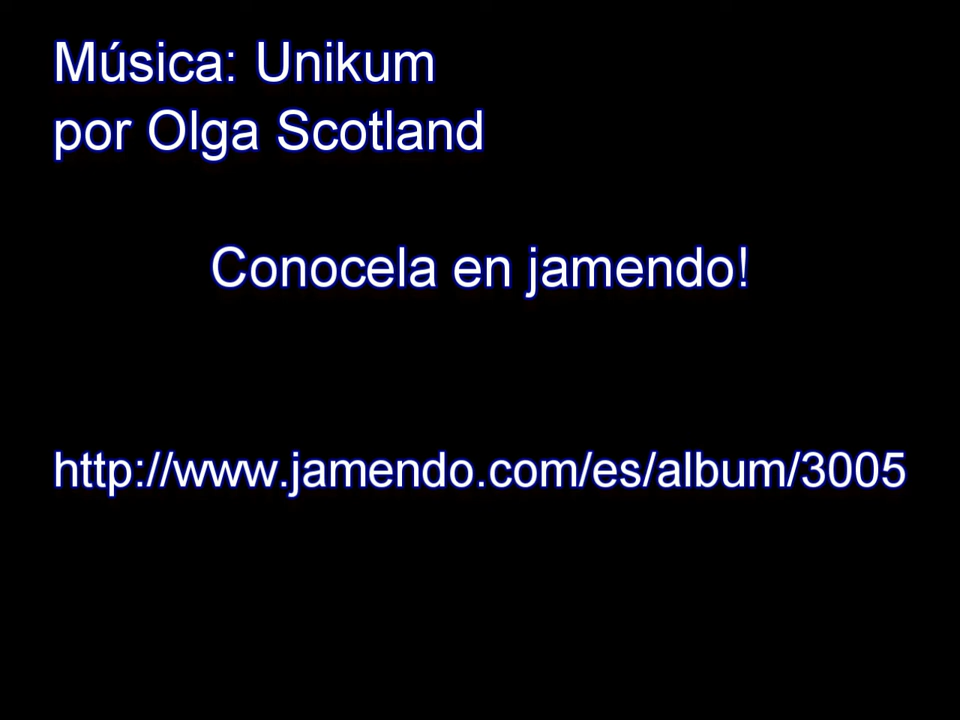 Música: Unikum
por Olga Scotland
Conocela en jamendo!
http://www.jamendo.com/es/album/3005